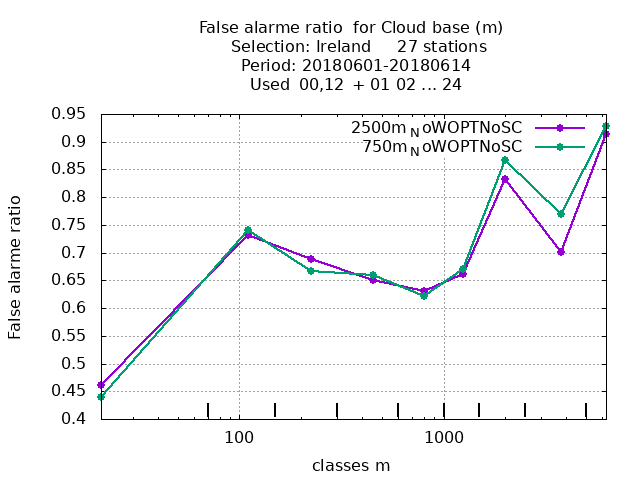 False alarme ratio  for Cloud base (m)
Selection: Ireland     27 stations
Period: 20180601-20180614
Used  00,12  + 01 02 ... 24
2500m_NoWOPTNoSC
750m_NoWOPTNoSC
0.95
0.9
0.85
0.8
0.75
0.7
0.65
0.6
0.55
0.5
0.45
0.4
False alarme ratio
100
1000
classes m